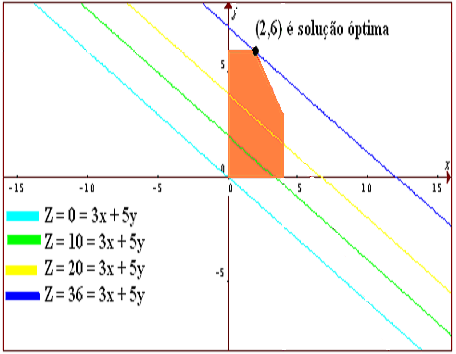 y
(2,6) é solução óptima
5
0
x
-15 -10 -5 0 5 10 15
-5
Z = 0 = 3x + 5y
Z = 10 = 3x + 5y
Z = 20 = 3x + 5y
Z = 36 = 3x + 5y